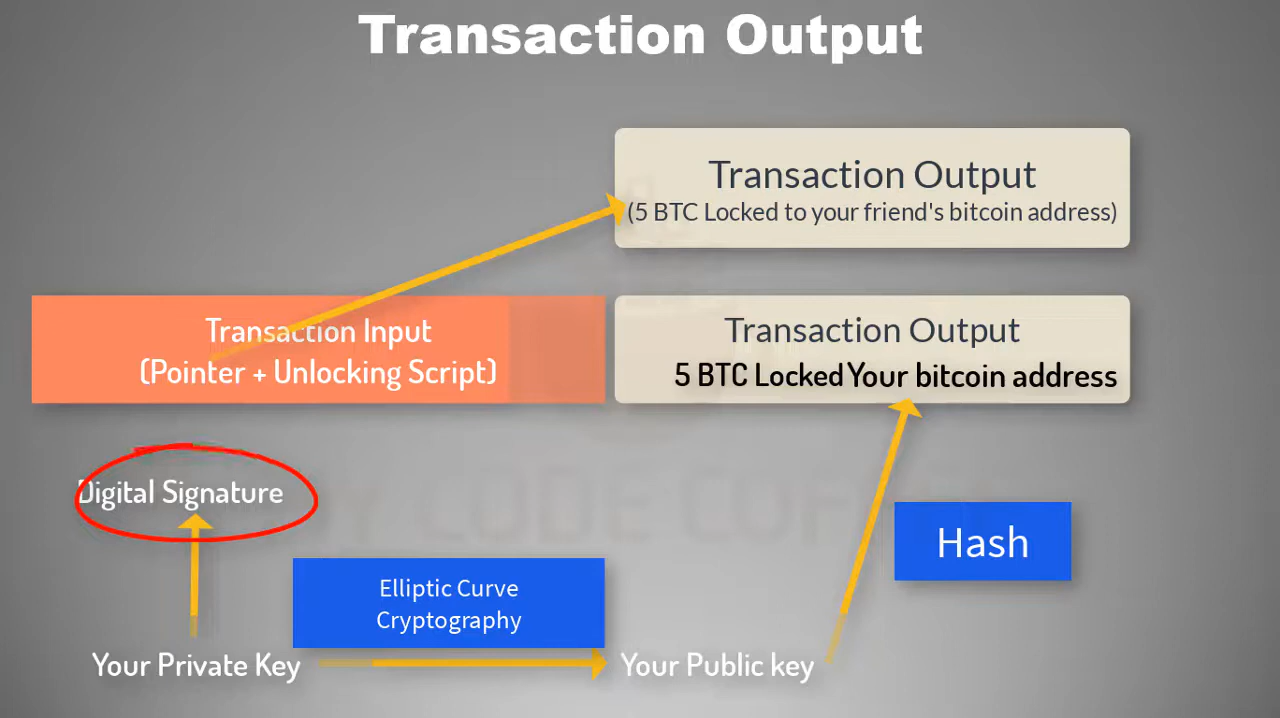 Transaction Output
Transaction Output
(5 BTC Locked to your friend's bitcoin address)
Transaction Input
(Pointer + Unlocking Script)
Transaction Output
5 BTC Locked Your bitcoin address
Digital Signature
Hash
Elliptic Curve
Cryptography
Your Private Key
Your Public key